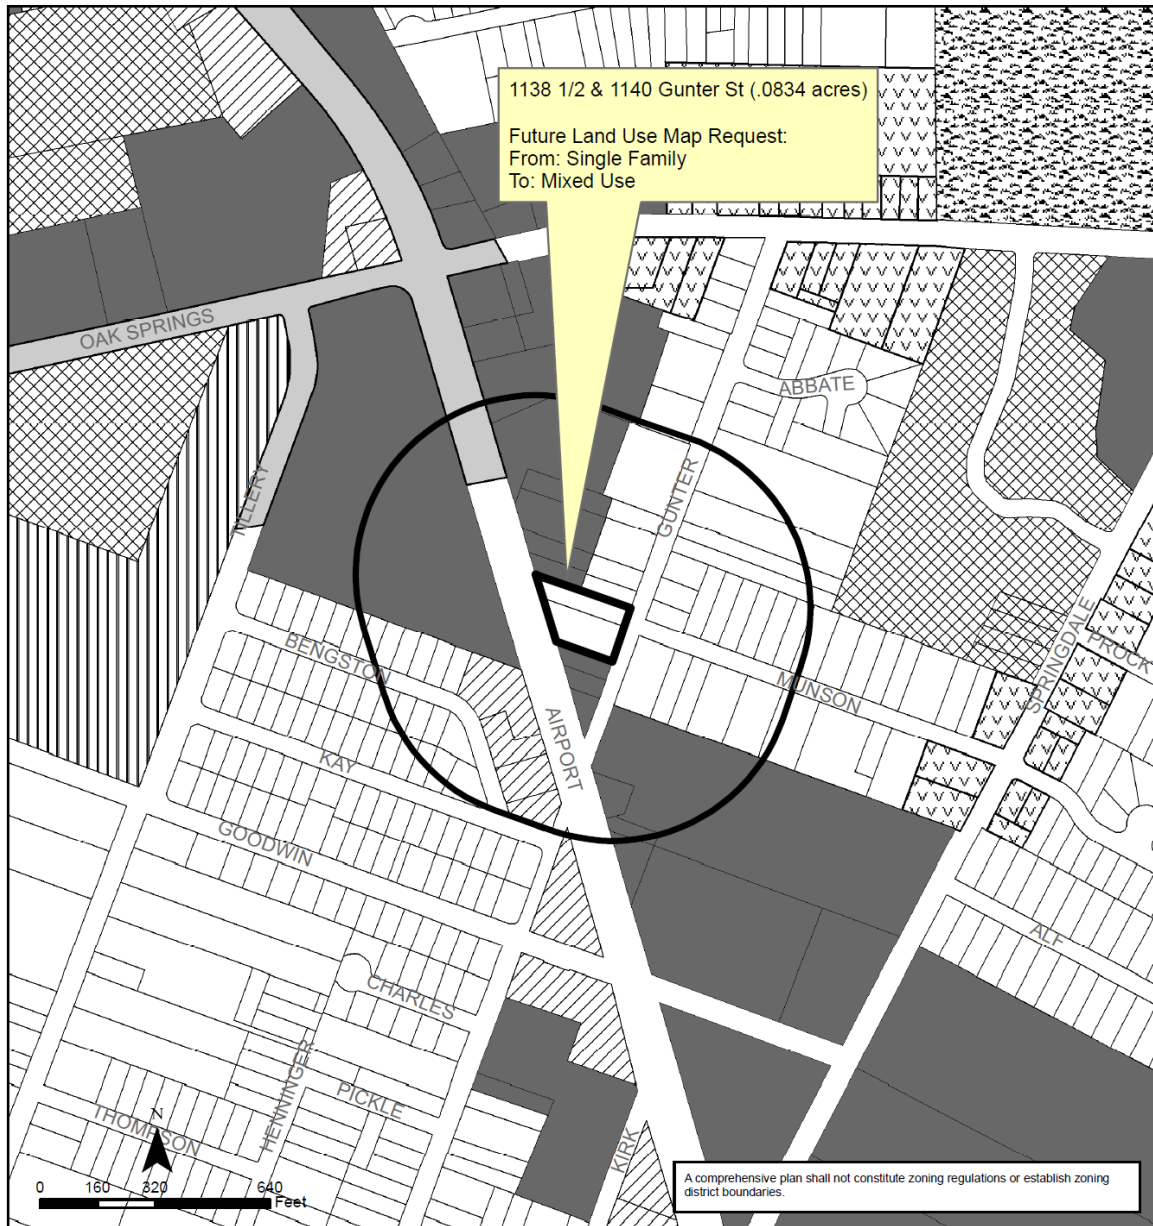 1138 1/2 & 1140 Gunter St (.0834 acres)
Future Land Use Map Request:
From: Single Family
To: Mixed Use
OAK SPRINGS
ABBATE
TILLERY
GUNTER
SPRINGDALE
PROCK
BENGSTON
MUNSON
AIRPORT
KAY
GOODWIN
ALF
CHARLES
HENNINGER
PICKLE
THOMPSON
KIRK
N
0 160 320 640
Feet
A comprehensive plan shall not constitute zoning regulations or establish zoning
district boundaries.